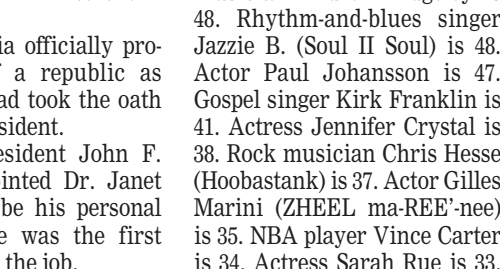 ia officially pro-
f a republic as
ad took the oath
sident.
esident John F.
inted Dr. Janet
be his personal
e was the first
the job.
48. Rhythm-and-blues singer
Jazzie B. (Soul II Soul) is 48.
Actor Paul Johansson is 47.
Gospel singer Kirk Franklin is
41. Actress Jennifer Crystal is
38. Rock musician Chris Hesse
(Hoobastank) is 37. Actor Gilles
Marini (ZHEEL ma-REE'-nee)
is 35. NBA player Vince Carter
is 34. Actress Sarah Rue is 33.